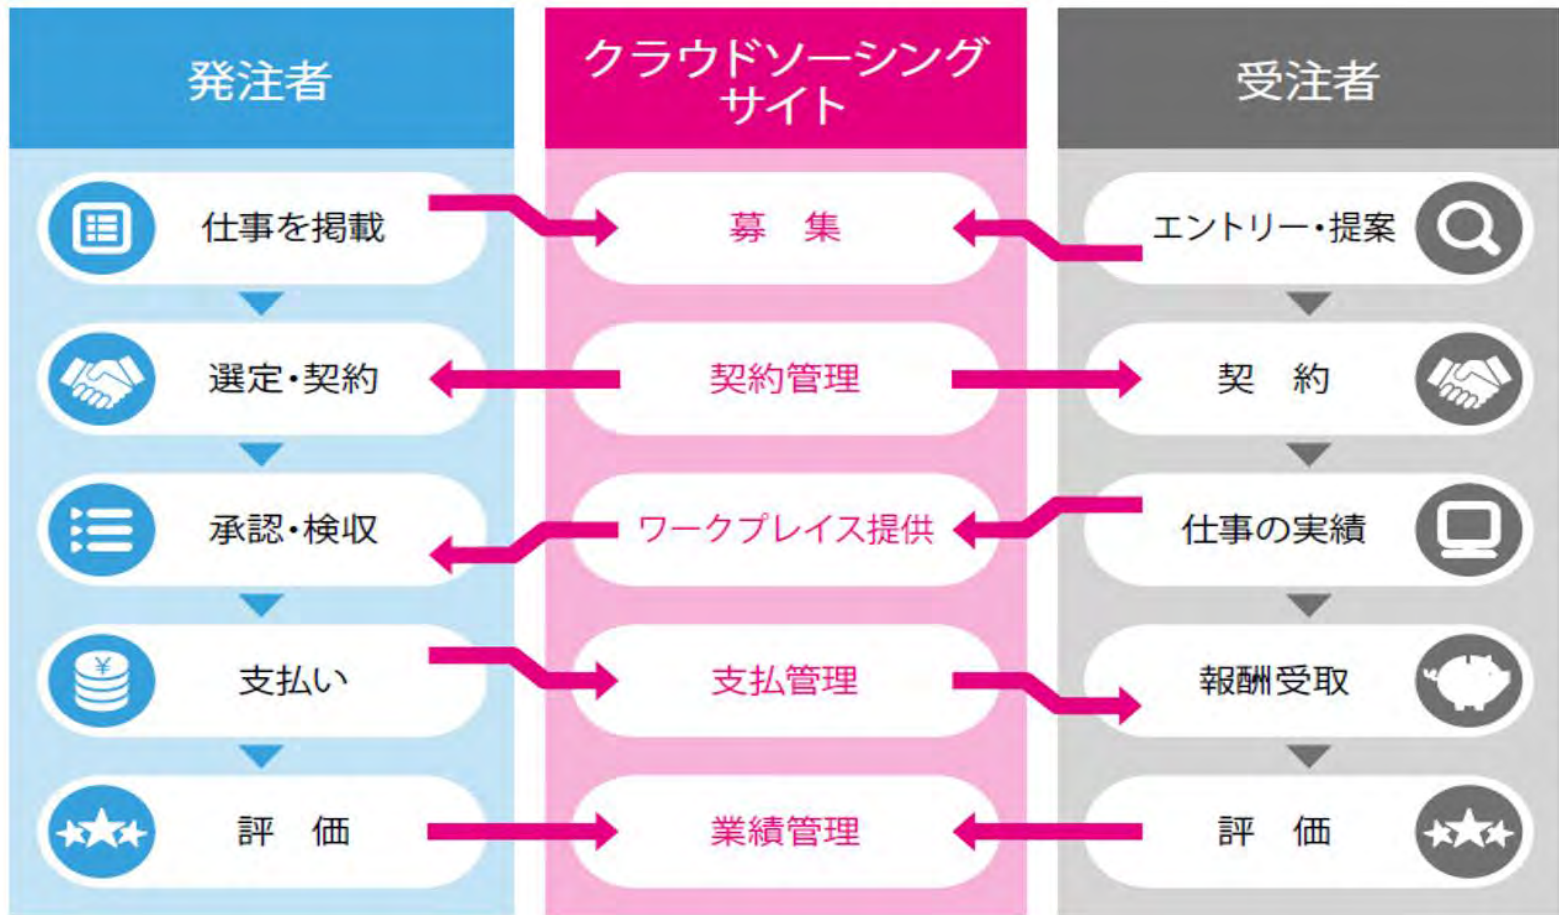 発注者
クラウドソーシング
サイト
受注者
仕事を掲載
募 集
エントリー・提案
選定・契約
契約管理
契 約
承認・検収
ワークプレイス提供
仕事の実績
¥
支払い
支払管理
報酬受取
評 価
業績管理
評 価